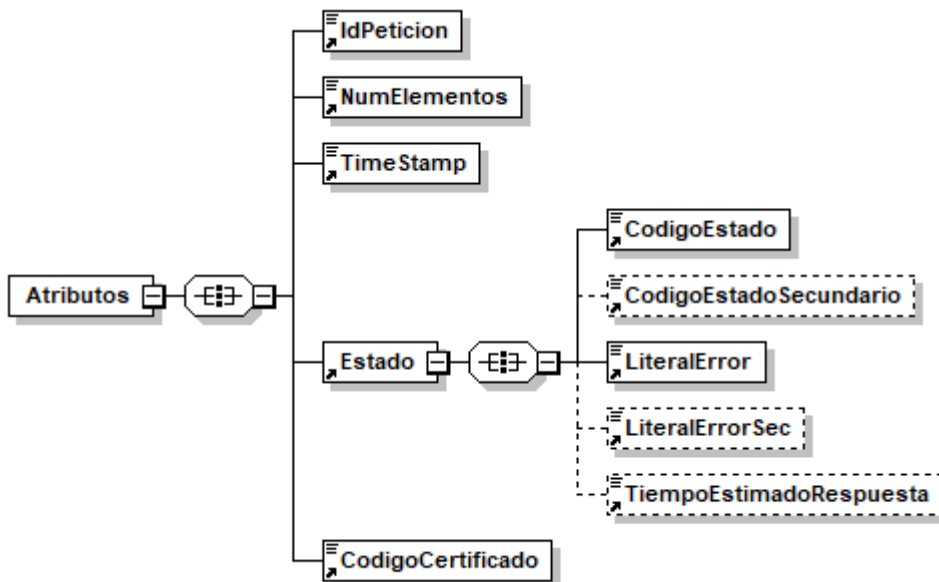 IdPeticion
NumElementos
TimeStamp
CodigoEstado
Atributos
CodigoEstadoSecundario
Estado
LiteralError
LiteralErrorSec
TiempoEstimadoRespuesta
CodigoCertificado